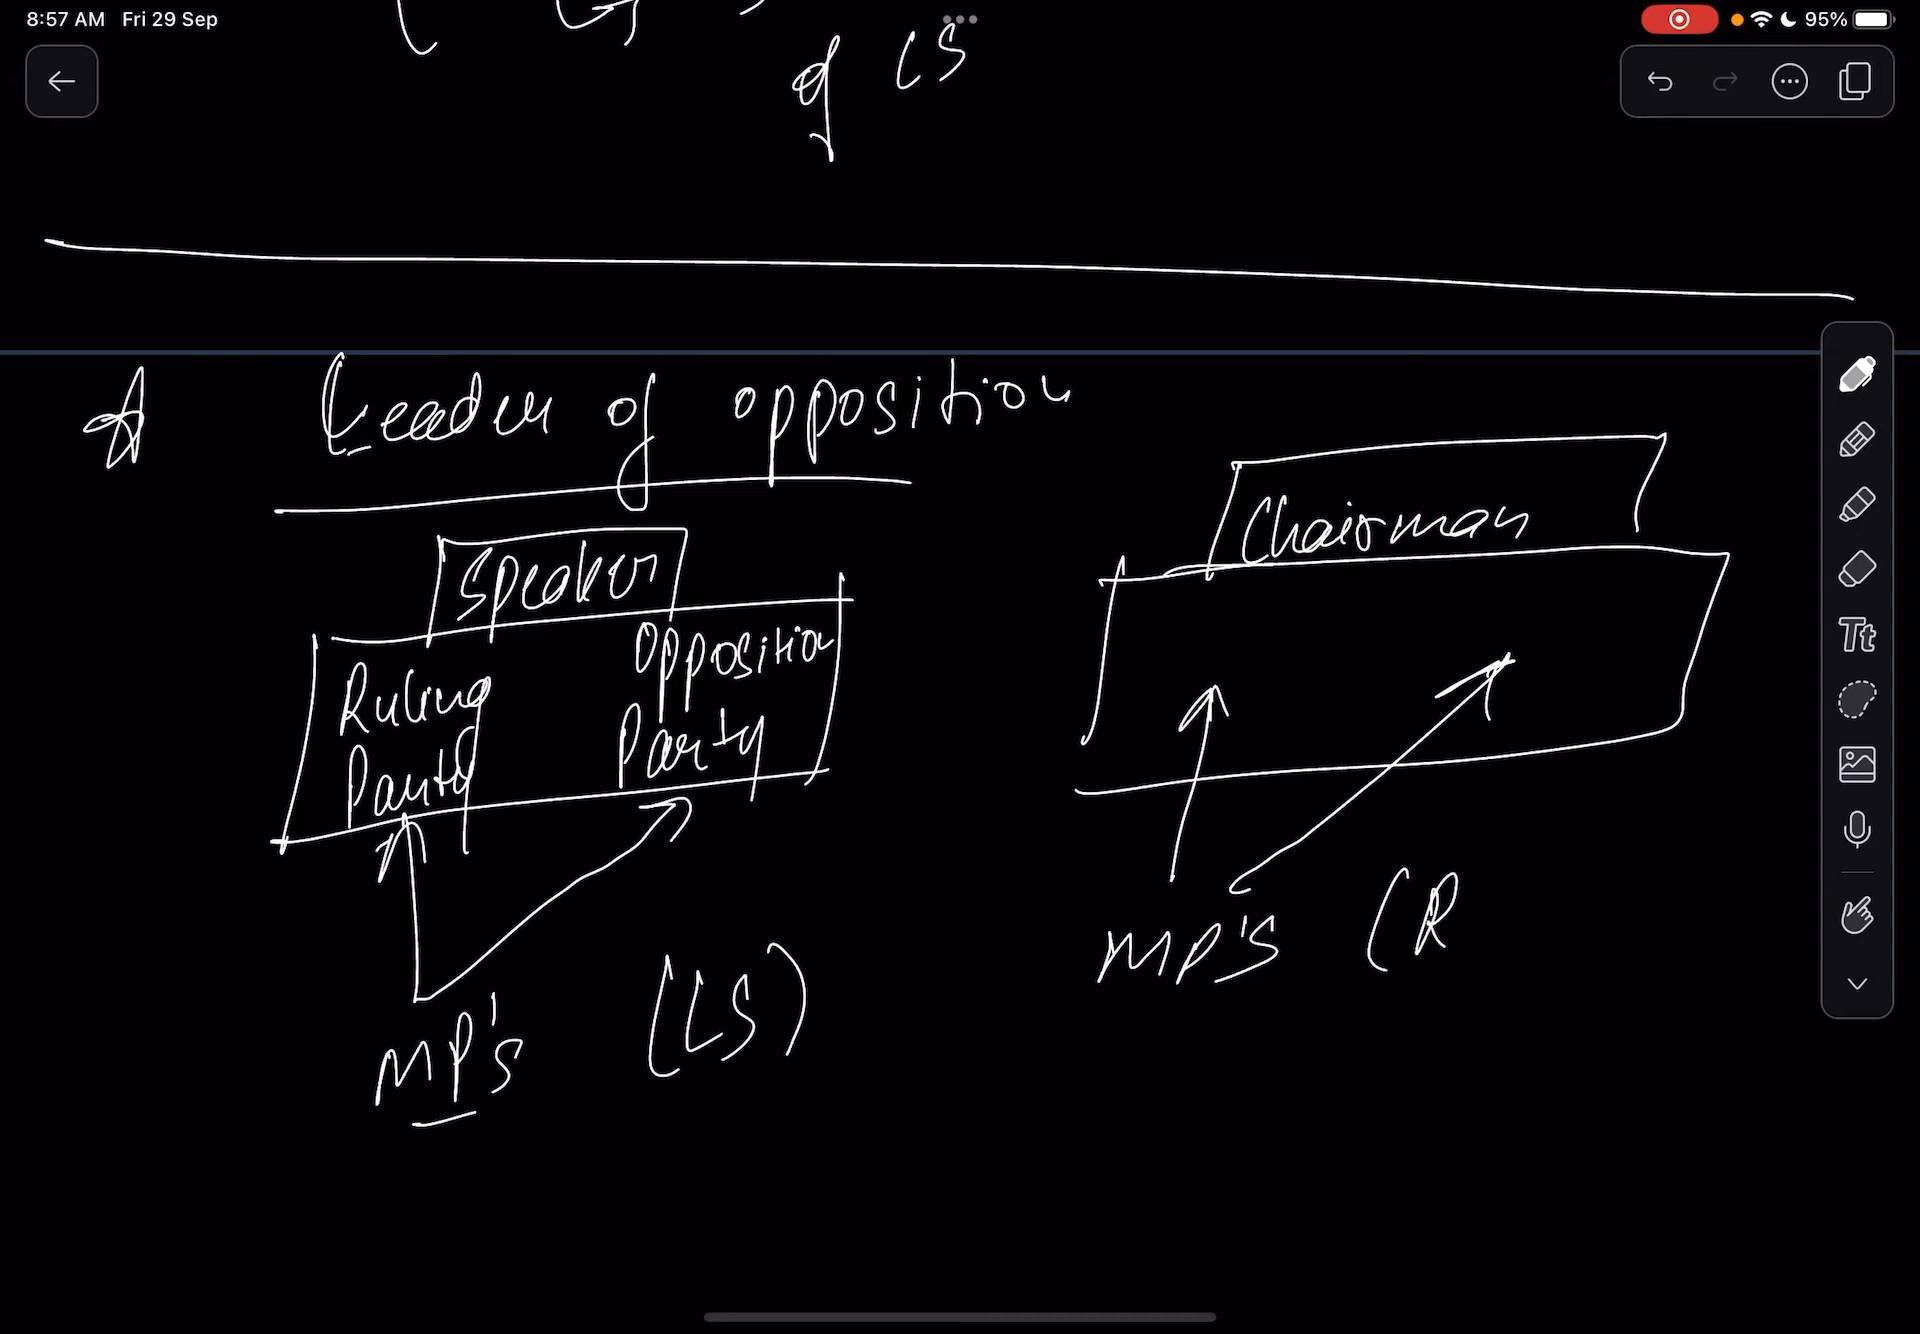 8:57 AM Fri 29 Sep
95%
of LS
Leader of opposition
Chairman
Speaker
Ruling Party
Opposition Party
MP's (LS)
MP's (R
Tt